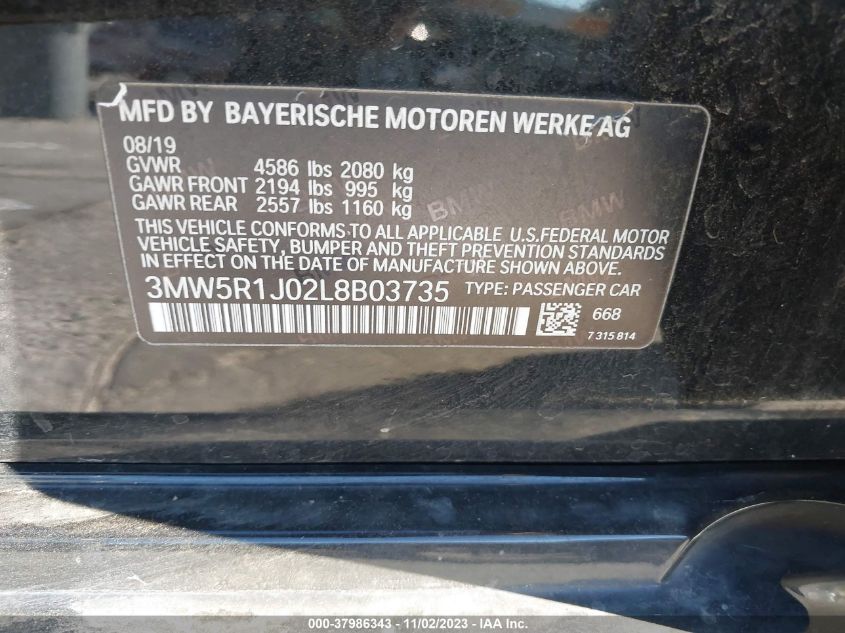 MFD BY BAYERISCHE MOTOREN WERKE AG
08/19
GVWR 4586 lbs 2080 kg
GAWR FRONT 2194 lbs 995 kg
GAWR REAR 2557 lbs 1160 kg
THIS VEHICLE CONFORMS TO ALL APPLICABLE U.S.FEDERAL MOTOR
VEHICLE SAFETY, BUMPER AND THEFT PREVENTION STANDARDS
IN EFFECT ON THE DATE OF MANUFACTURE SHOWN ABOVE.
3MW5R1J02L8B03735 TYPE: PASSENGER CAR
668
7 315 814
000-37986343 - 11/02/2023 - IAA Inc.